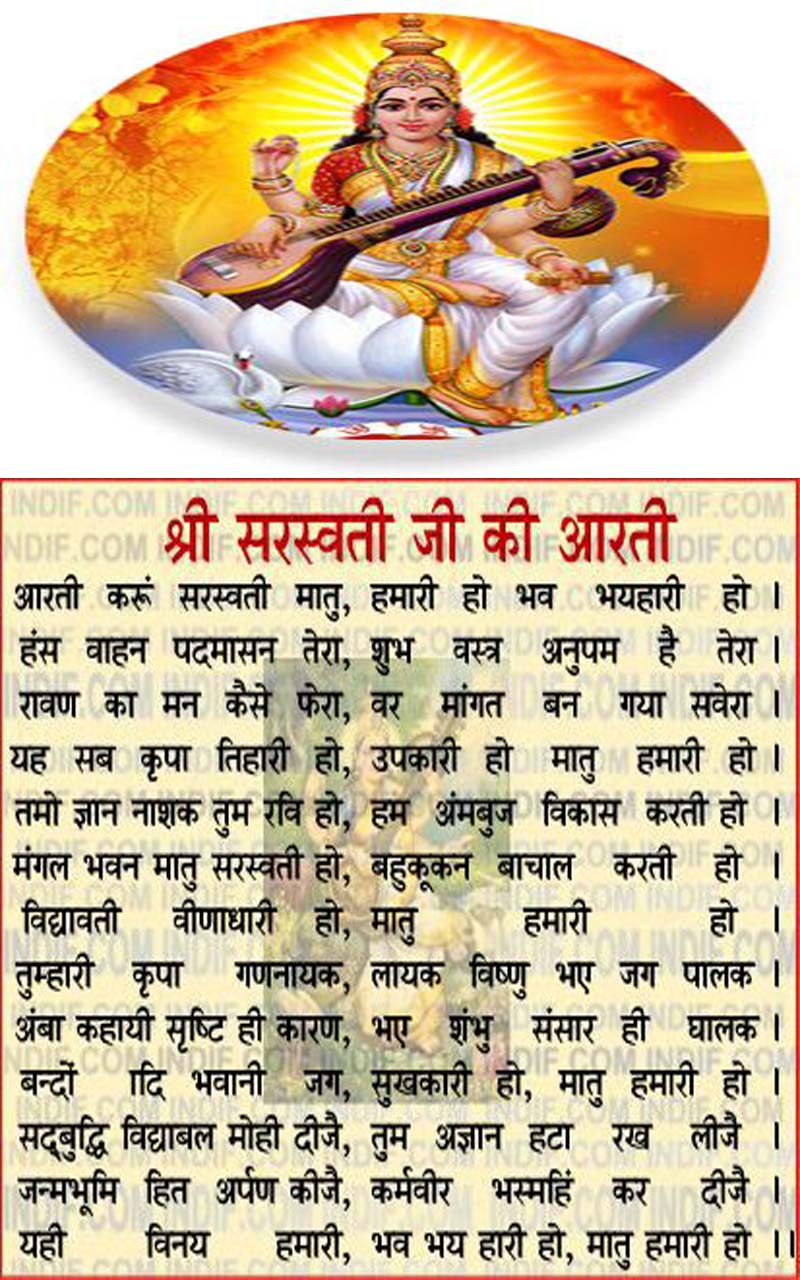 श्री सरस्वती जी की आरती
आरती करूं सरस्वती मातु, हमारी हो भव भयहारी हो ।
हंस वाहन पदमासन तेरा, शुभ वस्त्र अनुपम है तेरा ।
रावण का मन कैसे फेरा, वर मांगत बन गया सवेरा ।
यह सब कृपा तिहारी हो, उपकारी हो मातु हमारी हो ।
तमो ज्ञान नाशक तुम रवि हो, हम अंमबुज विकास करती हो ।
मंगल भवन मातु सरस्वती हो, बहुकूकन बाचाल करती हो ।
विद्यावती वीणाधारी हो, मातु हमारी हो ।
तुम्हारी कृपा गणनायक, लायक विष्णु भए जग पालक ।
अंबा कहायी सृष्टि ही कारण, भए शंभु संसार ही घालक ।
बन्दों ादि भवानी जग, सुखकारी हो, मातु हमारी हो ।
सद्बुद्धि विद्याबल मोही दीजै, तुम अज्ञान हटा रख लीजै ।
जन्मभूमि हित अर्पण कीजै, कर्मवीर भस्महिं कर दीजै ।
यही विनय हमारी, भव भय हारी हो, मातु हमारी हो ।।
INDIF.COM